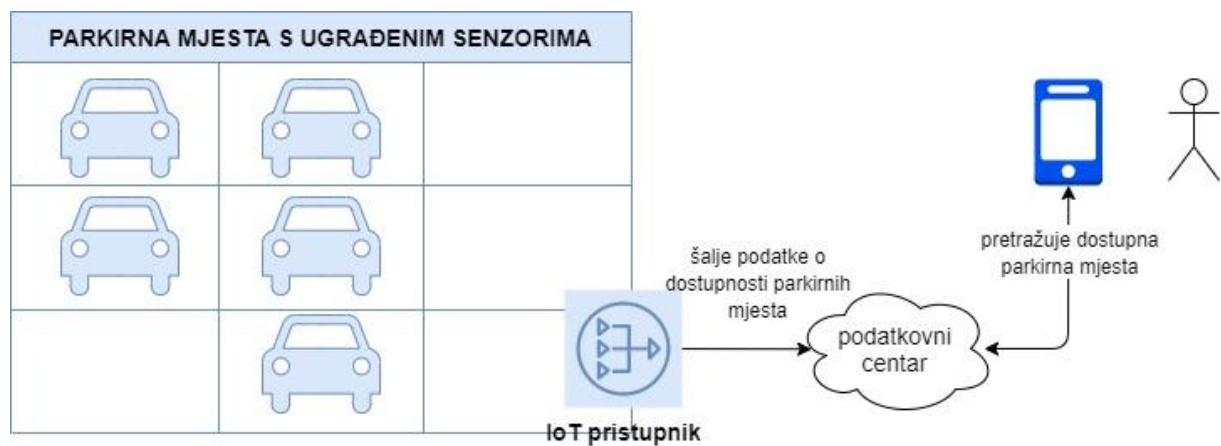 PARKIRNA MJESTA S UGRAĐENIM SENZORIMA
šalje podatke o
dostupnosti parkirnih
mjesta
pretražuje dostupna
parkirna mjesta
podatkovni
centar
IoT pristupnik